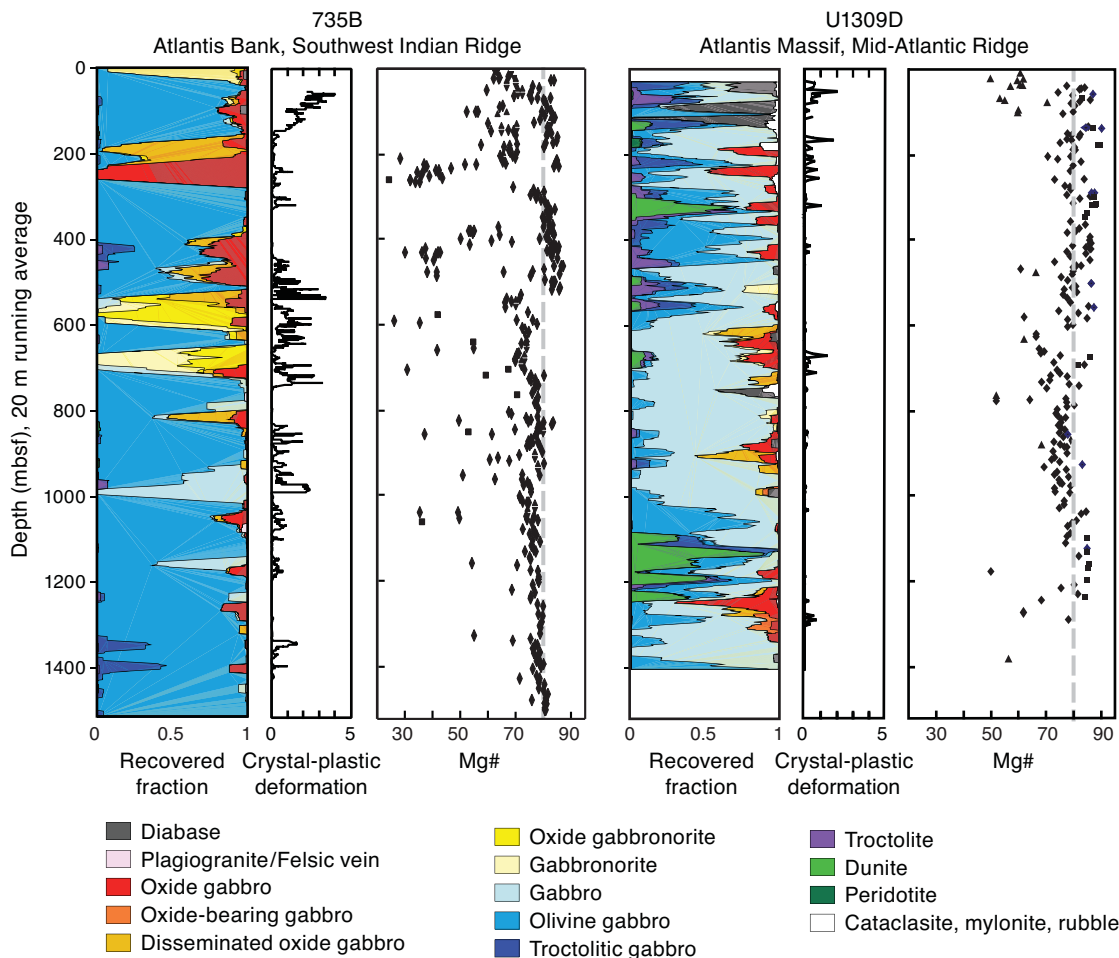 735B
Atlantis Bank, Southwest Indian Ridge
U1309D
Atlantis Massif, Mid-Atlantic Ridge
Depth (mbsf), 20 m running average
0
200
400
600
800
1000
1200
1400
0 0.5 1
Recovered
fraction
0 5
Crystal-plastic
deformation
30 50 70 90
Mg#
0 0.5 1
Recovered
fraction
0 5
Crystal-plastic
deformation
30 50 70 90
Mg#
Diabase
Plagiogranite/Felsic vein
Oxide gabbro
Oxide-bearing gabbro
Disseminated oxide gabbro
Oxide gabbronorite
Gabbronorite
Gabbro
Olivine gabbro
Troctolitic gabbro
Troctolite
Dunite
Peridotite
Cataclasite, mylonite, rubble